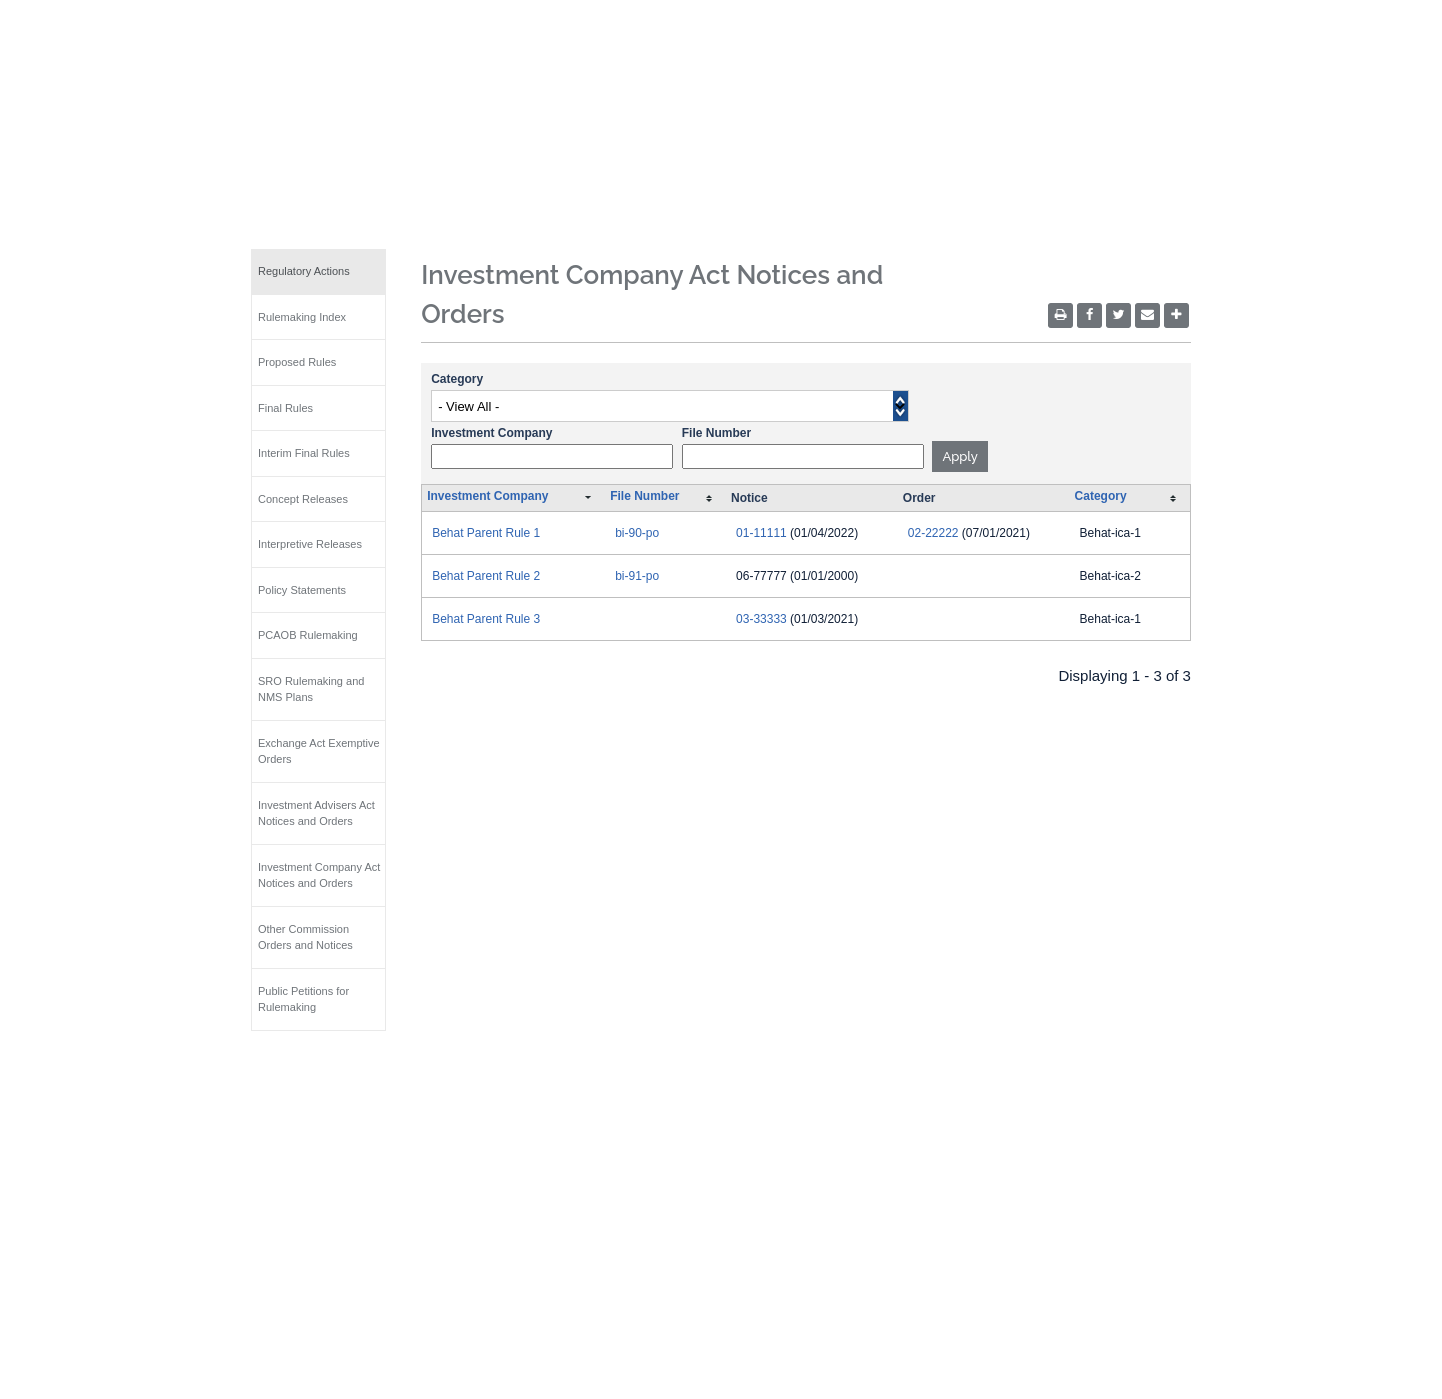 Regulatory Actions
Rulemaking Index
Proposed Rules
Final Rules
Interim Final Rules
Concept Releases
Interpretive Releases
Policy Statements
PCAOB Rulemaking
SRO Rulemaking and
NMS Plans
Exchange Act Exemptive
Orders
Investment Advisers Act
Notices and Orders
Investment Company Act
Notices and Orders
Other Commission
Orders and Notices
Public Petitions for
Rulemaking
Investment Company Act Notices and
Orders
Category
- View All -
Investment Company File Number
Apply
Investment Company File Number Notice Order Category
Behat Parent Rule 1 bi-90-po 01-11111 (01/04/2022) 02-22222 (07/01/2021) Behat-ica-1
Behat Parent Rule 2 bi-91-po 06-77777 (01/01/2000) Behat-ica-2
Behat Parent Rule 3 03-33333 (01/03/2021) Behat-ica-1
Displaying 1 - 3 of 3